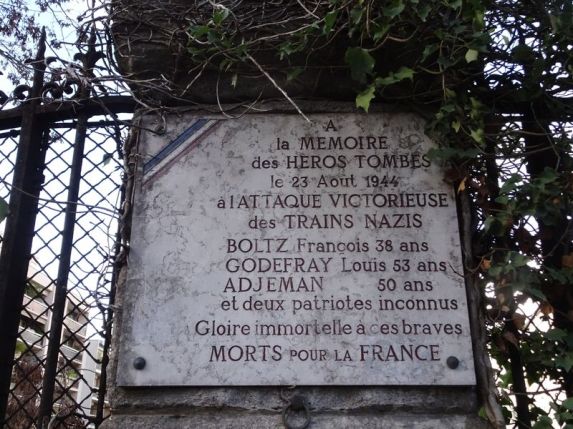 A
la MEMOIRE
des HEROS TOMBES
le 23 Aout 1944
à l'ATTAQUE VICTORIEUSE
des TRAINS NAZIS
BOLTZ François 38 ans
GODEFRAY Louis 53 ans
ADJEMAN 50 ans
et deux patriotes inconnus
Gloire immortelle à ces braves
MORTS POUR LA FRANCE